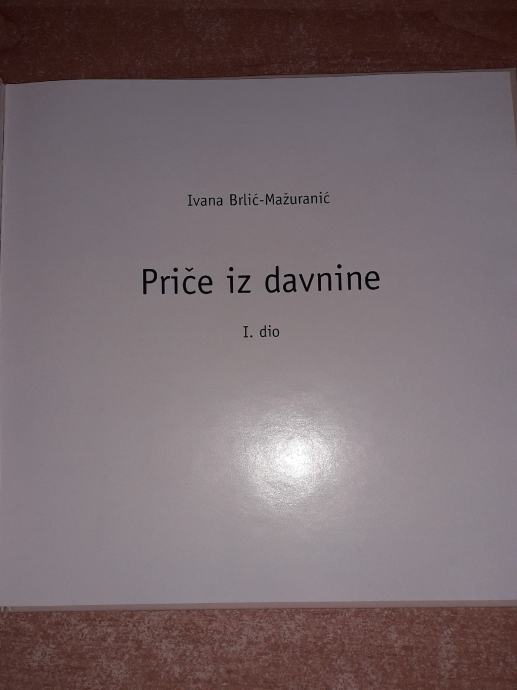 Ivana Brlić-Mažuranić
Priče iz davnine
I. dio